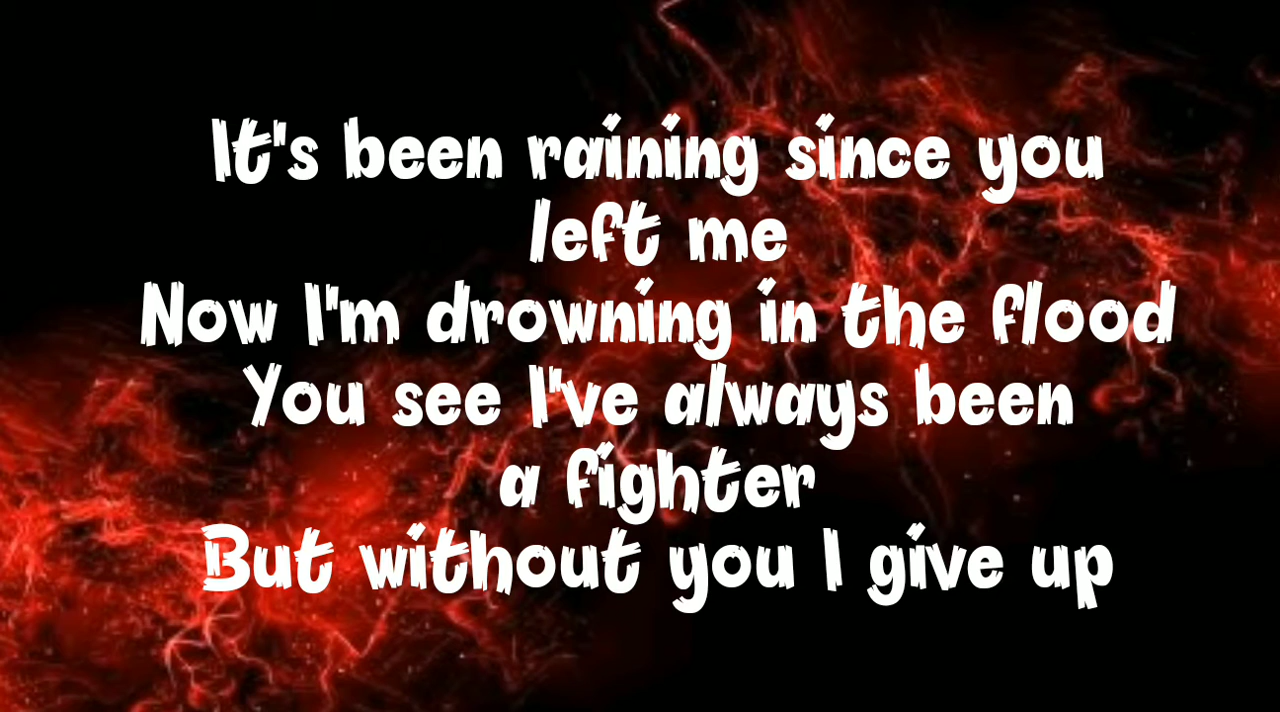 It's been raining since you
left me
Now I'm drowning in the flood
You see I've always been
a fighter
But without you I give up